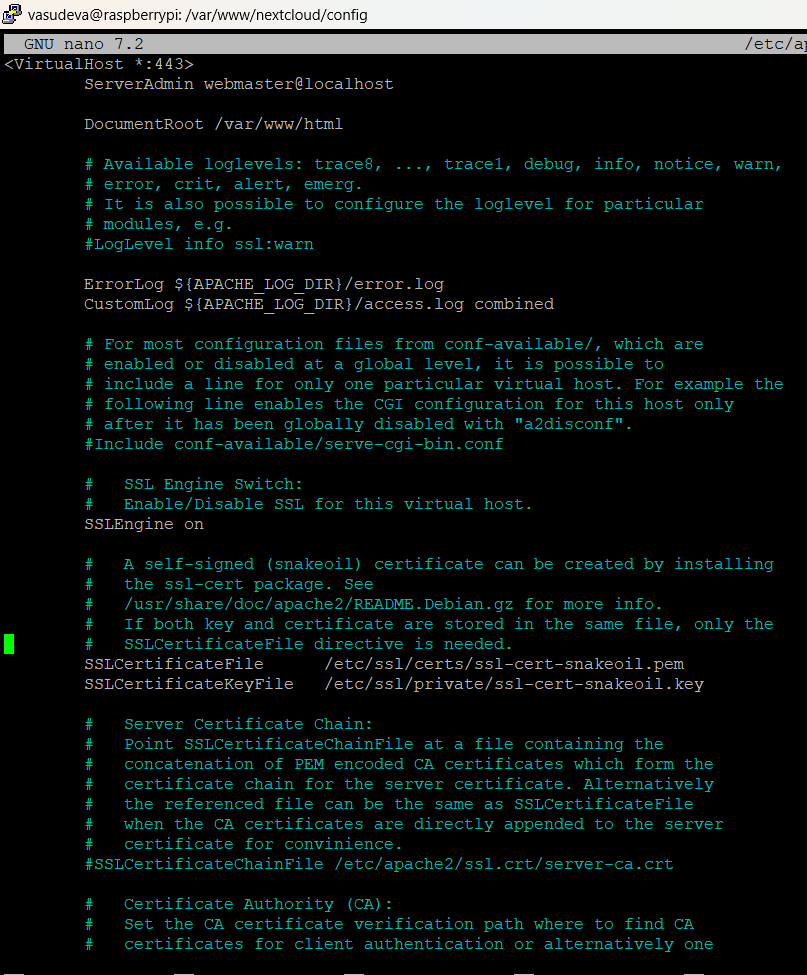 vasudeva@raspberrypi: /var/www/nextcloud/config
GNU nano 7.2 /etc/ap
<VirtualHost *:443>
ServerAdmin webmaster@localhost
DocumentRoot /var/www/html
# Available loglevels: trace8, ..., trace1, debug, info, notice, warn,
# error, crit, alert, emerg.
# It is also possible to configure the loglevel for particular
# modules, e.g.
#LogLevel info ssl:warn
ErrorLog ${APACHE_LOG_DIR}/error.log
CustomLog ${APACHE_LOG_DIR}/access.log combined
# For most configuration files from conf-available/, which are
# enabled or disabled at a global level, it is possible to
# include a line for only one particular virtual host. For example the
# following line enables the CGI configuration for this host only
# after it has been globally disabled with "a2disconf".
#Include conf-available/serve-cgi-bin.conf
#   SSL Engine Switch:
#   Enable/Disable SSL for this virtual host.
SSLEngine on
#   A self-signed (snakeoil) certificate can be created by installing
#   the ssl-cert package. See
#   /usr/share/doc/apache2/README.Debian.gz for more info.
#   If both key and certificate are stored in the same file, only the
#   SSLCertificateFile directive is needed.
SSLCertificateFile      /etc/ssl/certs/ssl-cert-snakeoil.pem
SSLCertificateKeyFile   /etc/ssl/private/ssl-cert-snakeoil.key
#   Server Certificate Chain:
#   Point SSLCertificateChainFile at a file containing the
#   concatenation of PEM encoded CA certificates which form the
#   certificate chain for the server certificate. Alternatively
#   the referenced file can be the same as SSLCertificateFile
#   when the CA certificates are directly appended to the server
#   certificate for convinience.
#SSLCertificateChainFile /etc/apache2/ssl.crt/server-ca.crt
#   Certificate Authority (CA):
#   Set the CA certificate verification path where to find CA
#   certificates for client authentication or alternatively one